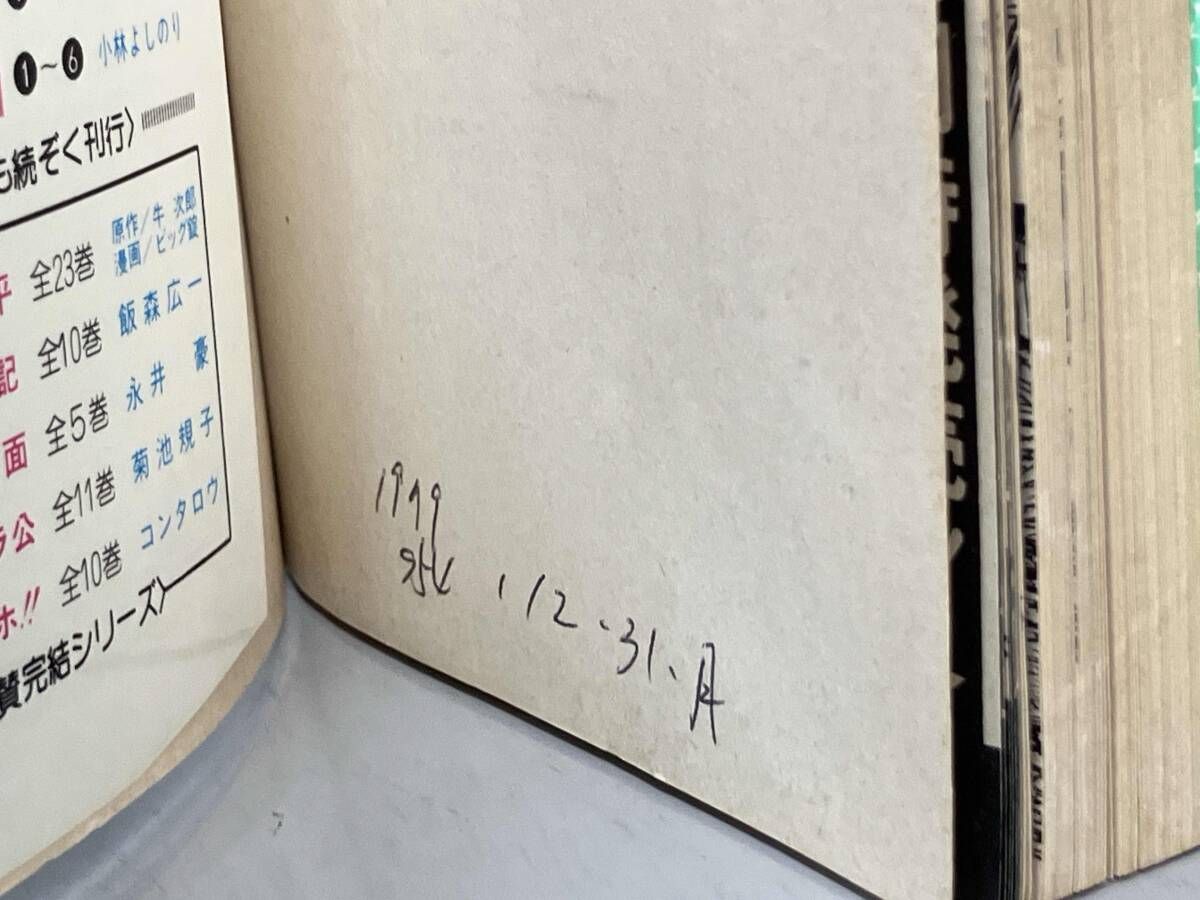 ❶～❻ 小林よしのり
も続ぞく刊行〉
平 全23巻 原作/牛 次郎
漫画/ビッグ錠
記 全10巻 飯森広一
面 全5巻 永井 豪
ラ公 全11巻 菊池規子
ホ!! 全10巻 コンタロウ
賛完結シリーズ〉
1979
12.31.月